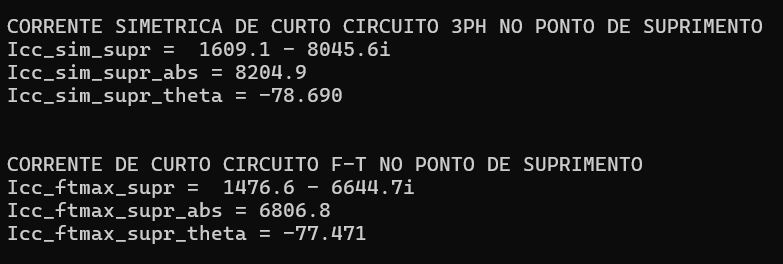 CORRENTE SIMETRICA DE CURTO CIRCUITO 3PH NO PONTO DE SUPRIMENTO
Icc_sim_supr =  1609.1 - 8045.6i
Icc_sim_supr_abs = 8204.9
Icc_sim_supr_theta = -78.690
CORRENTE DE CURTO CIRCUITO F-T NO PONTO DE SUPRIMENTO
Icc_ftmax_supr =  1476.6 - 6644.7i
Icc_ftmax_supr_abs = 6806.8
Icc_ftmax_supr_theta = -77.471